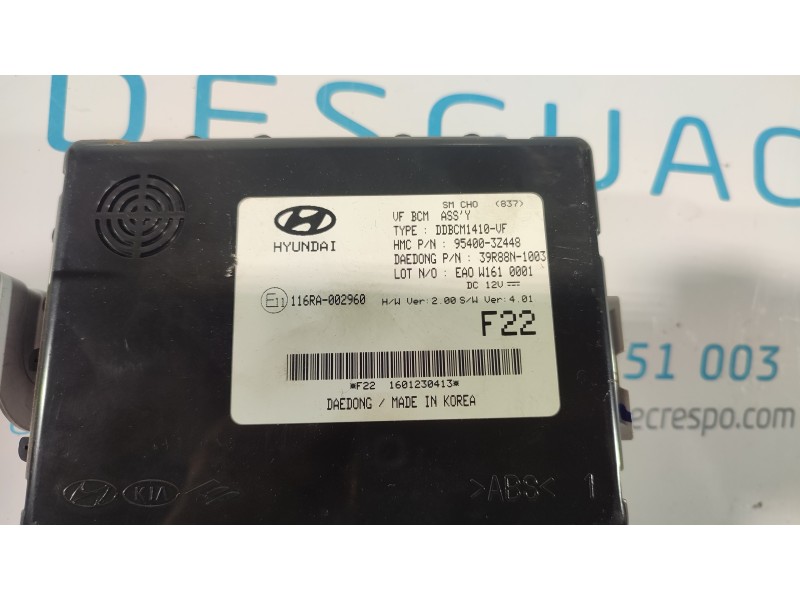 DESGUAC
SM CHO (837)
VF BCM ASS'Y
TYPE : DDBCM1410-VF
HMC P/N : 95400-3Z448
DAEDONG P/N : 39R88N-1003
LOT N/O : EAO W161 0001
DC 12V
HYUNDAI
E11 116RA-002960 H/W Ver:2.00 S/W Ver:4.01
F22
*F22 1601230413*
DAEDONG / MADE IN KOREA
KIA
>ABS< 1
51 003
ecrespo.com